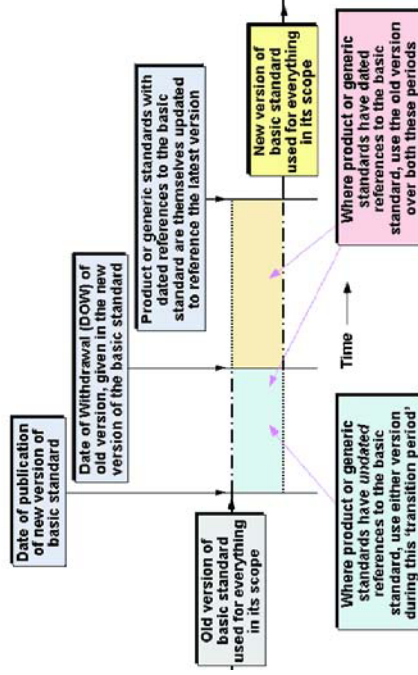 Date of publication
of new version of
basic standard
Date of Withdrawal (DOW) of
old version, given in the new
version of the basic standard
Product or generic standards with
dated references to the basic
standard are themselves updated
to reference the latest version
Old version of
basic standard
used for everything
in its scope
New version of
basic standard
used for everything
in its scope
Time
Where product or generic
standards have updated
references to the basic
standard, use either version
during this 'transition period'
Where product or generic
standards have dated
references to the basic
standard, use the old version
over both these periods